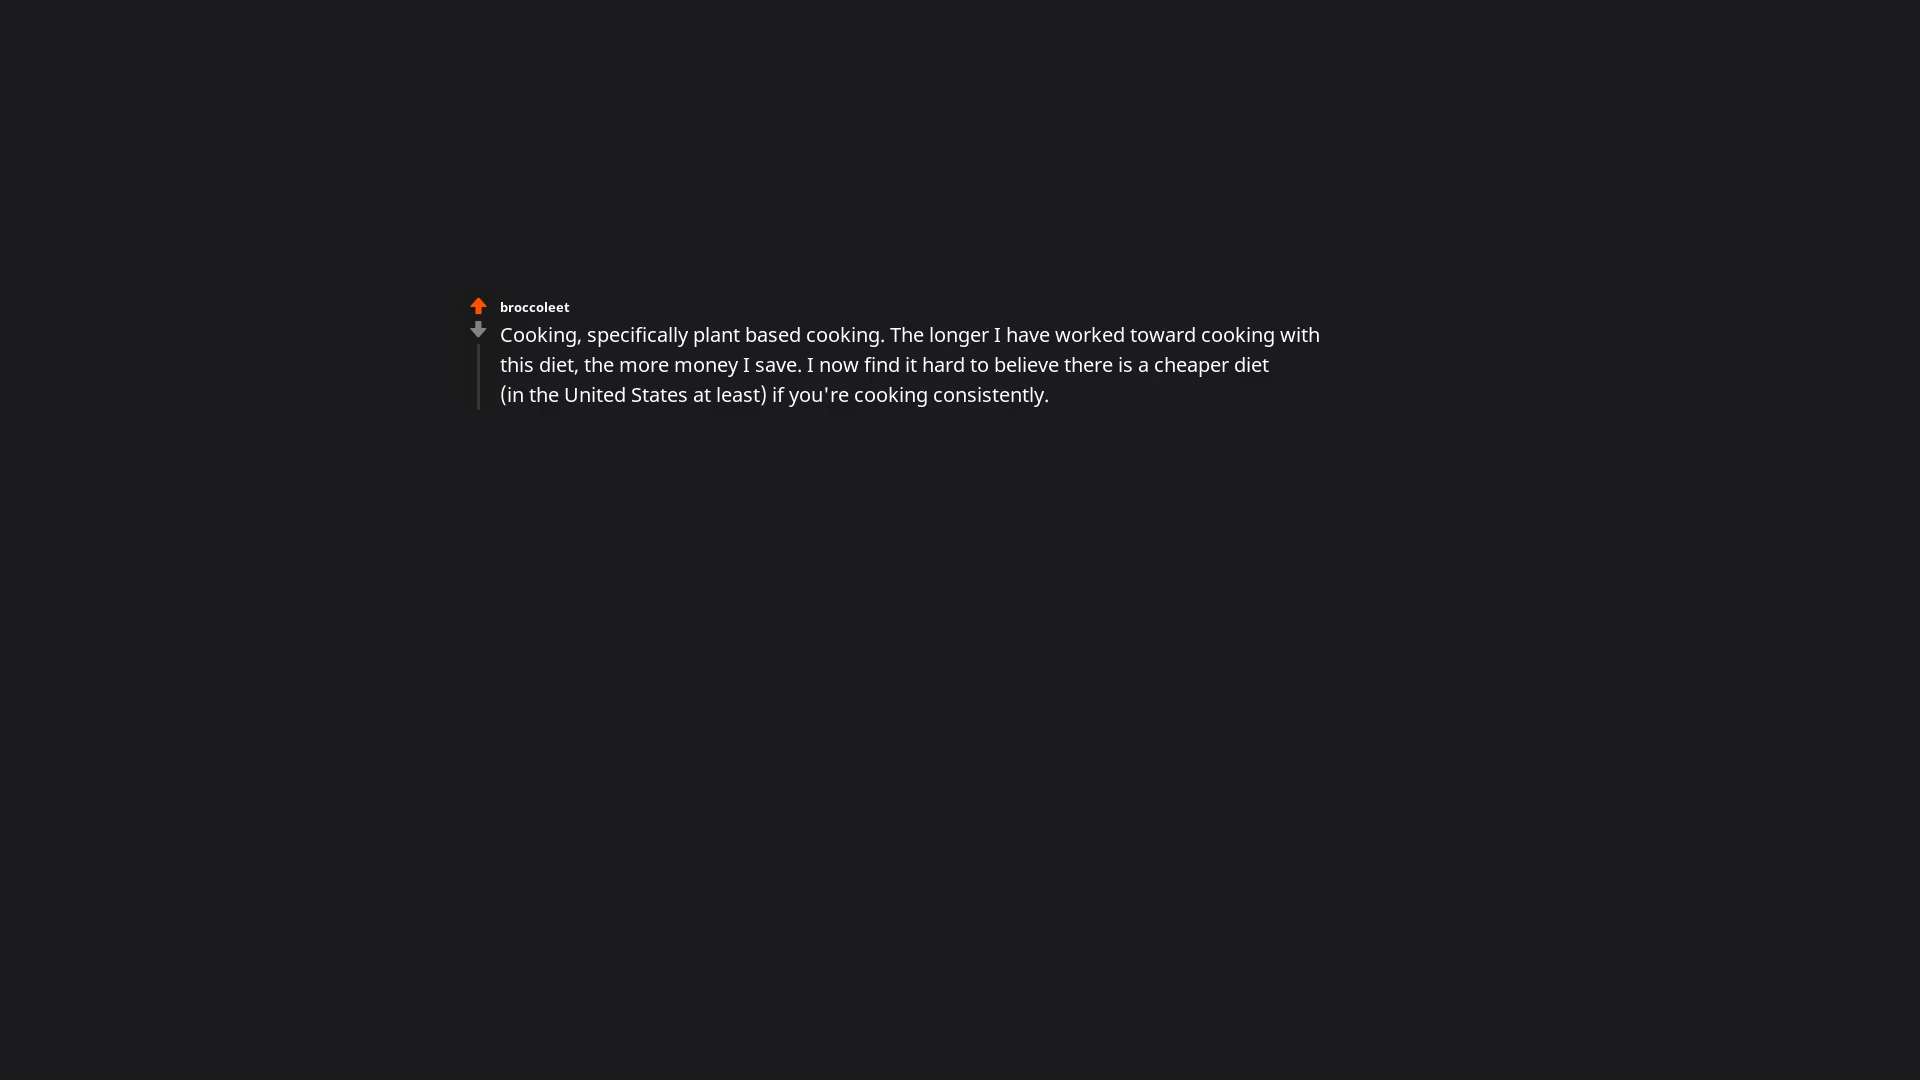 broccoleet
Cooking, specifically plant based cooking. The longer I have worked toward cooking with
this diet, the more money I save. I now find it hard to believe there is a cheaper diet
(in the United States at least) if you're cooking consistently.